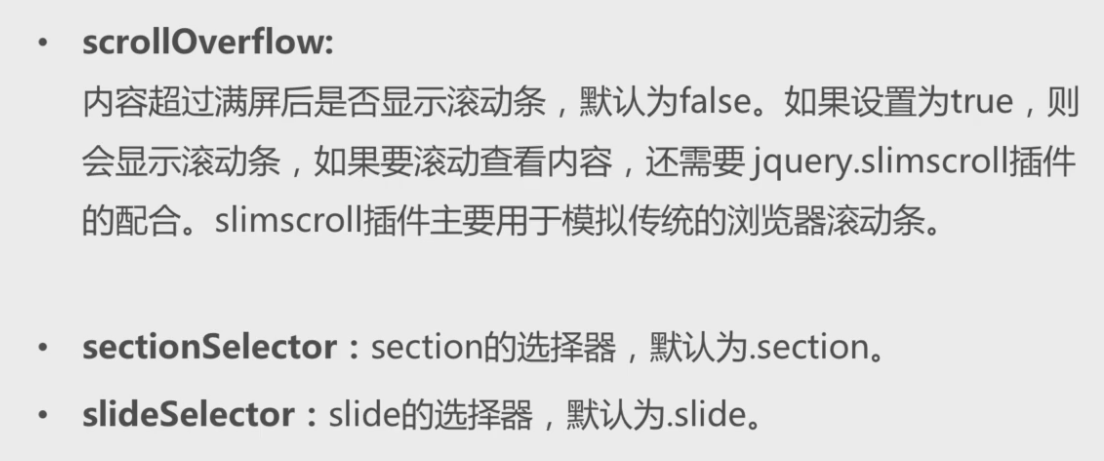 • scrollOverflow:
内容超过满屏后是否显示滚动条，默认为false。如果设置为true，则
会显示滚动条，如果要滚动查看内容，还需要 jquery.slimscroll插件
的配合。slimscroll插件主要用于模拟传统的浏览器滚动条。
• sectionSelector：section的选择器，默认为.section。
• slideSelector：slide的选择器，默认为.slide。